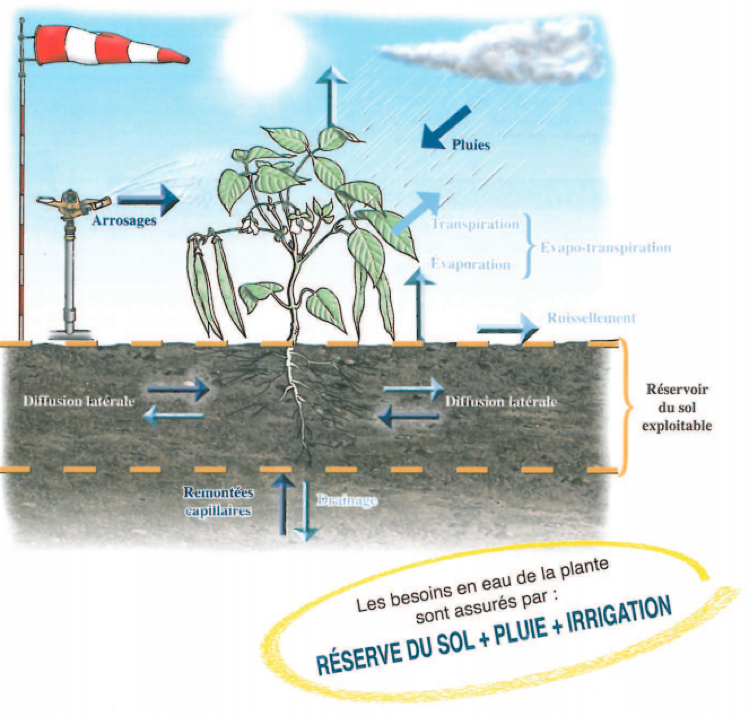 Pluies
Arrosages
Transpiration
Évapo-transpiration
Évaporation
Ruissellement
Diffusion latérale
Diffusion latérale
Réservoir
du sol
exploitable
Remontées
capillaires
Drainage
Les besoins en eau de la plante
sont assurés par :
RÉSERVE DU SOL + PLUIE + IRRIGATION